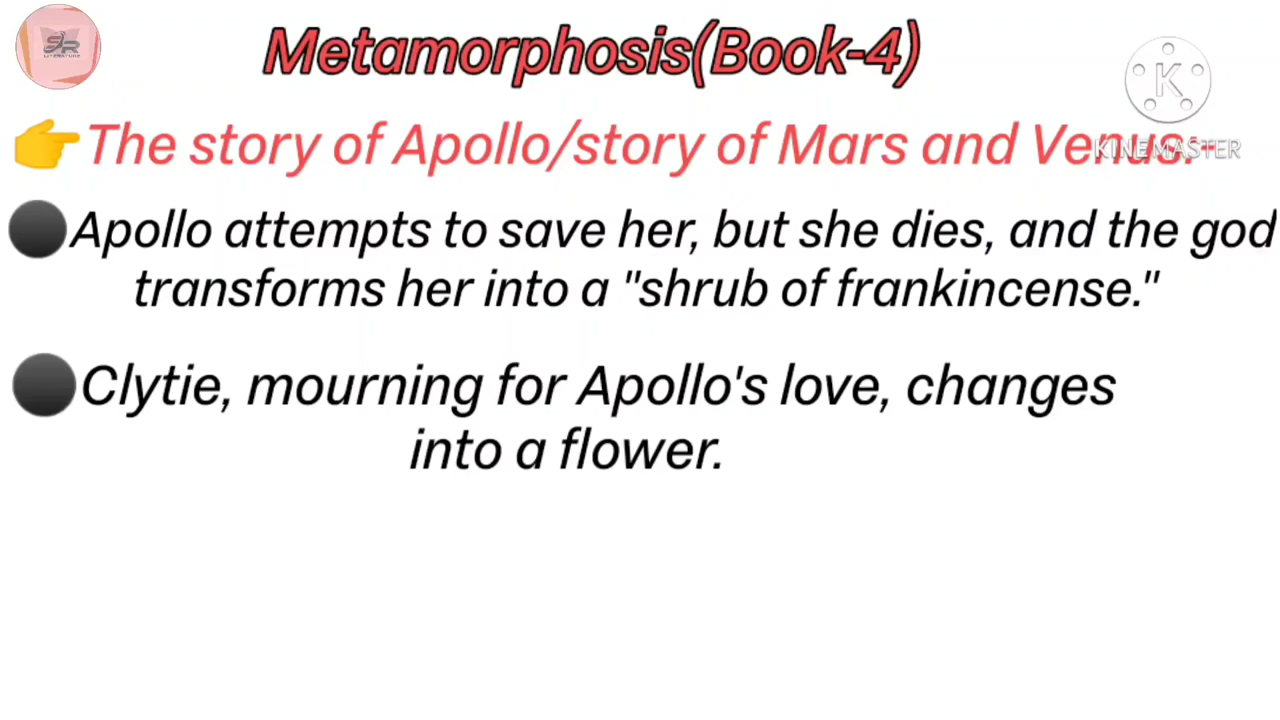 SR
LITERATURE
Metamorphosis(Book-4)
K
KINEMASTER
The story of Apollo/story of Mars and Venus:-
Apollo attempts to save her, but she dies, and the god
transforms her into a "shrub of frankincense."
Clytie, mourning for Apollo's love, changes
into a flower.